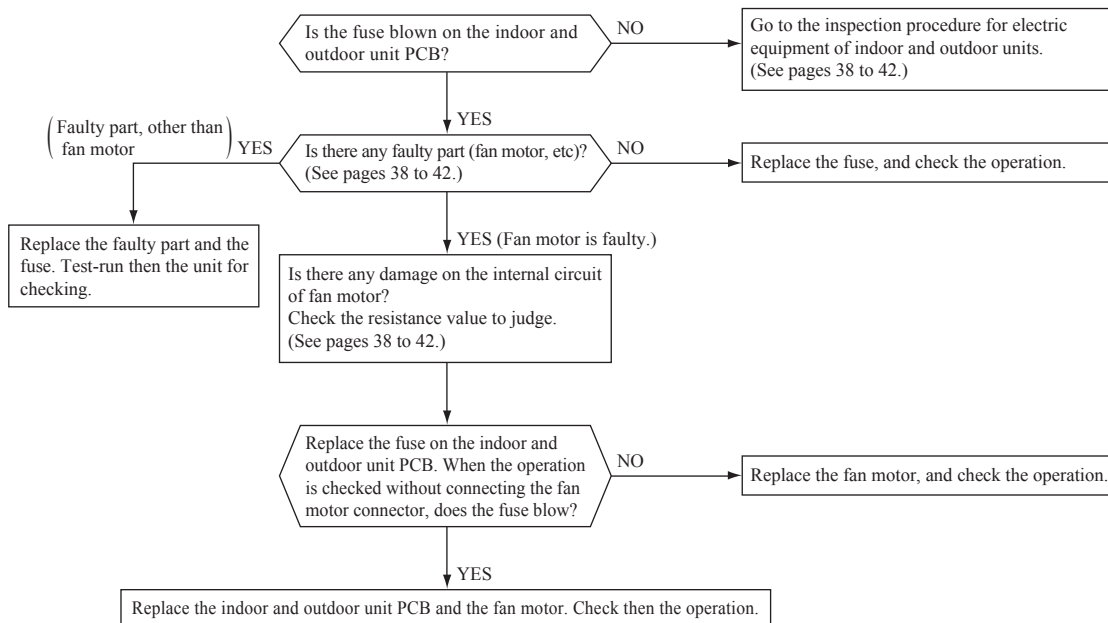 Is the fuse blown on the indoor and
outdoor unit PCB?
NO
Go to the inspection procedure for electric
equipment of indoor and outdoor units.
(See pages 38 to 42.)
YES
(Faulty part, other than
fan motor)
YES
Is there any faulty part (fan motor, etc)?
(See pages 38 to 42.)
NO
Replace the fuse, and check the operation.
Replace the faulty part and the
fuse. Test-run then the unit for
checking.
YES (Fan motor is faulty.)
Is there any damage on the internal circuit
of fan motor?
Check the resistance value to judge.
(See pages 38 to 42.)
Replace the fuse on the indoor and
outdoor unit PCB. When the operation
is checked without connecting the fan
motor connector, does the fuse blow?
NO
Replace the fan motor, and check the operation.
YES
Replace the indoor and outdoor unit PCB and the fan motor. Check then the operation.